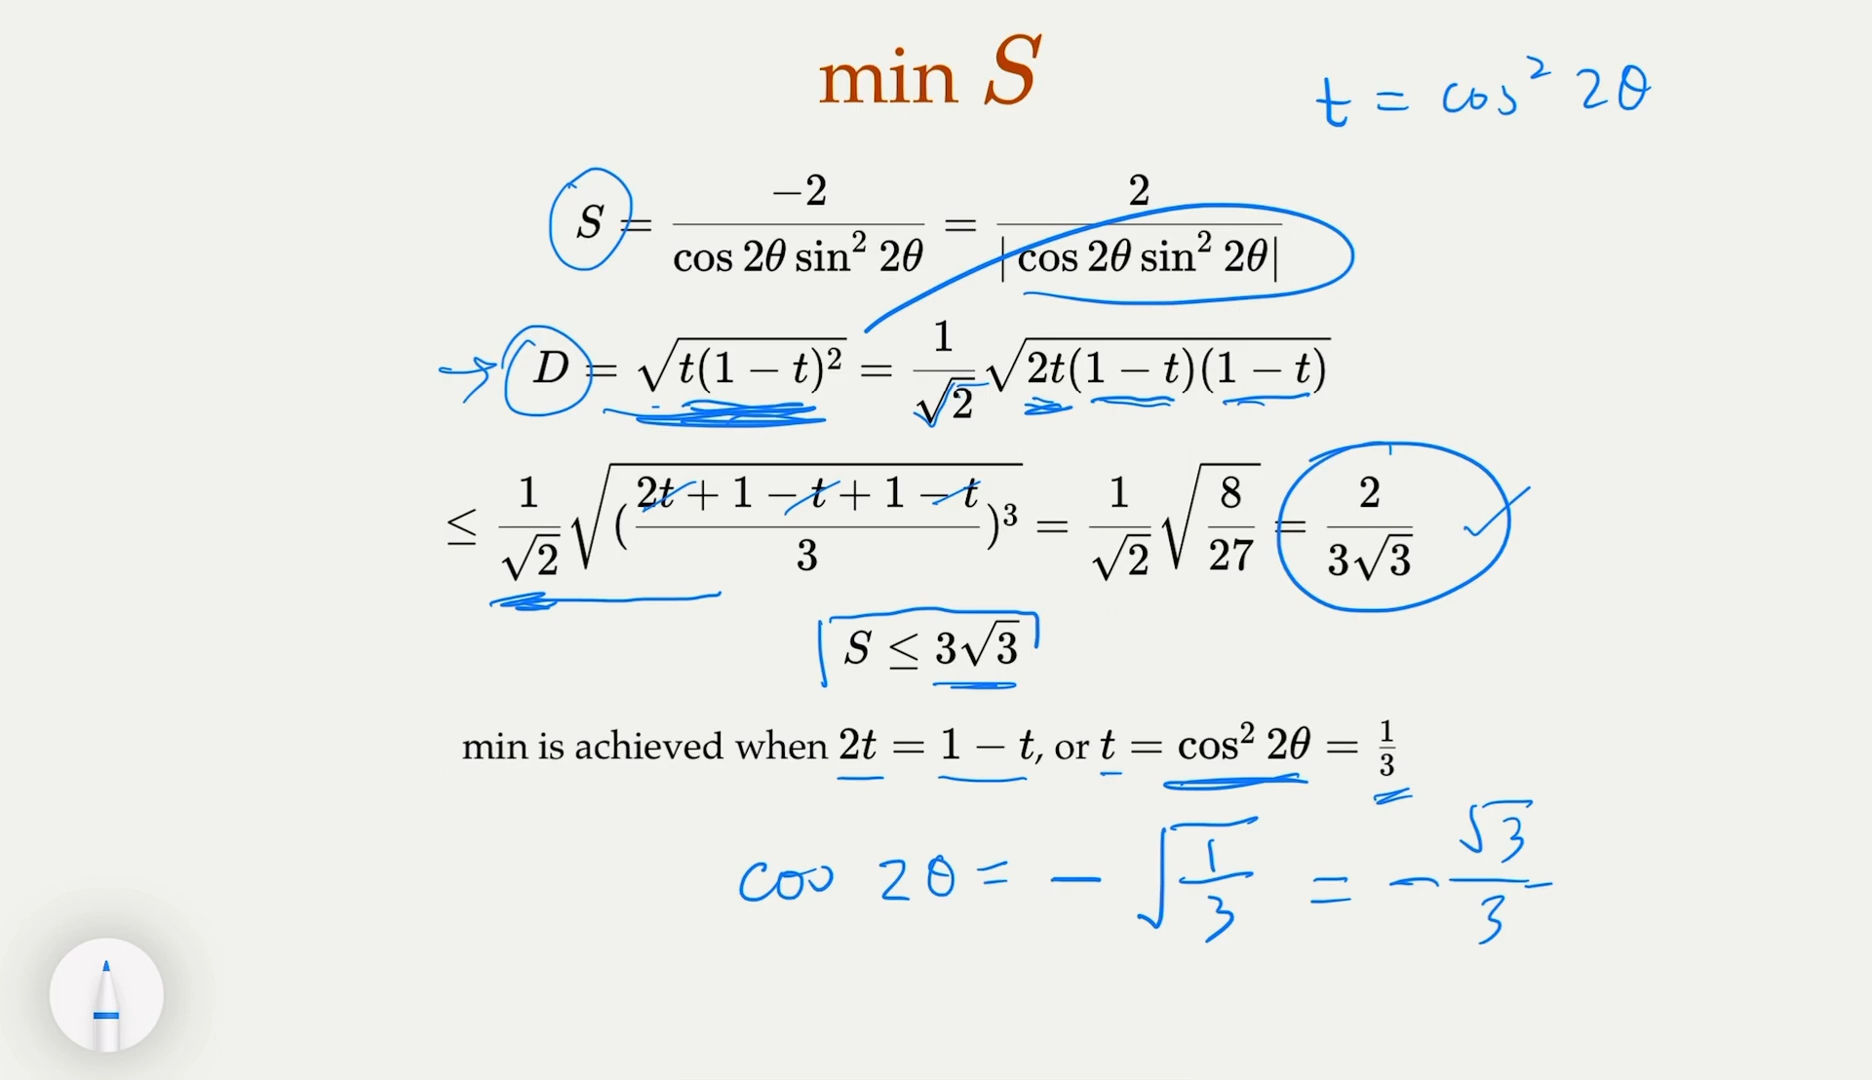 min S
t = cos² 2θ
S = −2 / (cos 2θ sin² 2θ) = 2 / |cos 2θ sin² 2θ|
→ D = √(t(1 − t)²) = 1/√2 √(2t(1 − t)(1 − t))
≤ 1/√2 √((2t + 1 − t + 1 − t / 3)³) = 1/√2 √(8/27) = 2/(3√3) ✓
S ≤ 3√3
min is achieved when 2t = 1 − t, or t = cos² 2θ = 1/3
cos 2θ = − √(1/3) = − √3/3